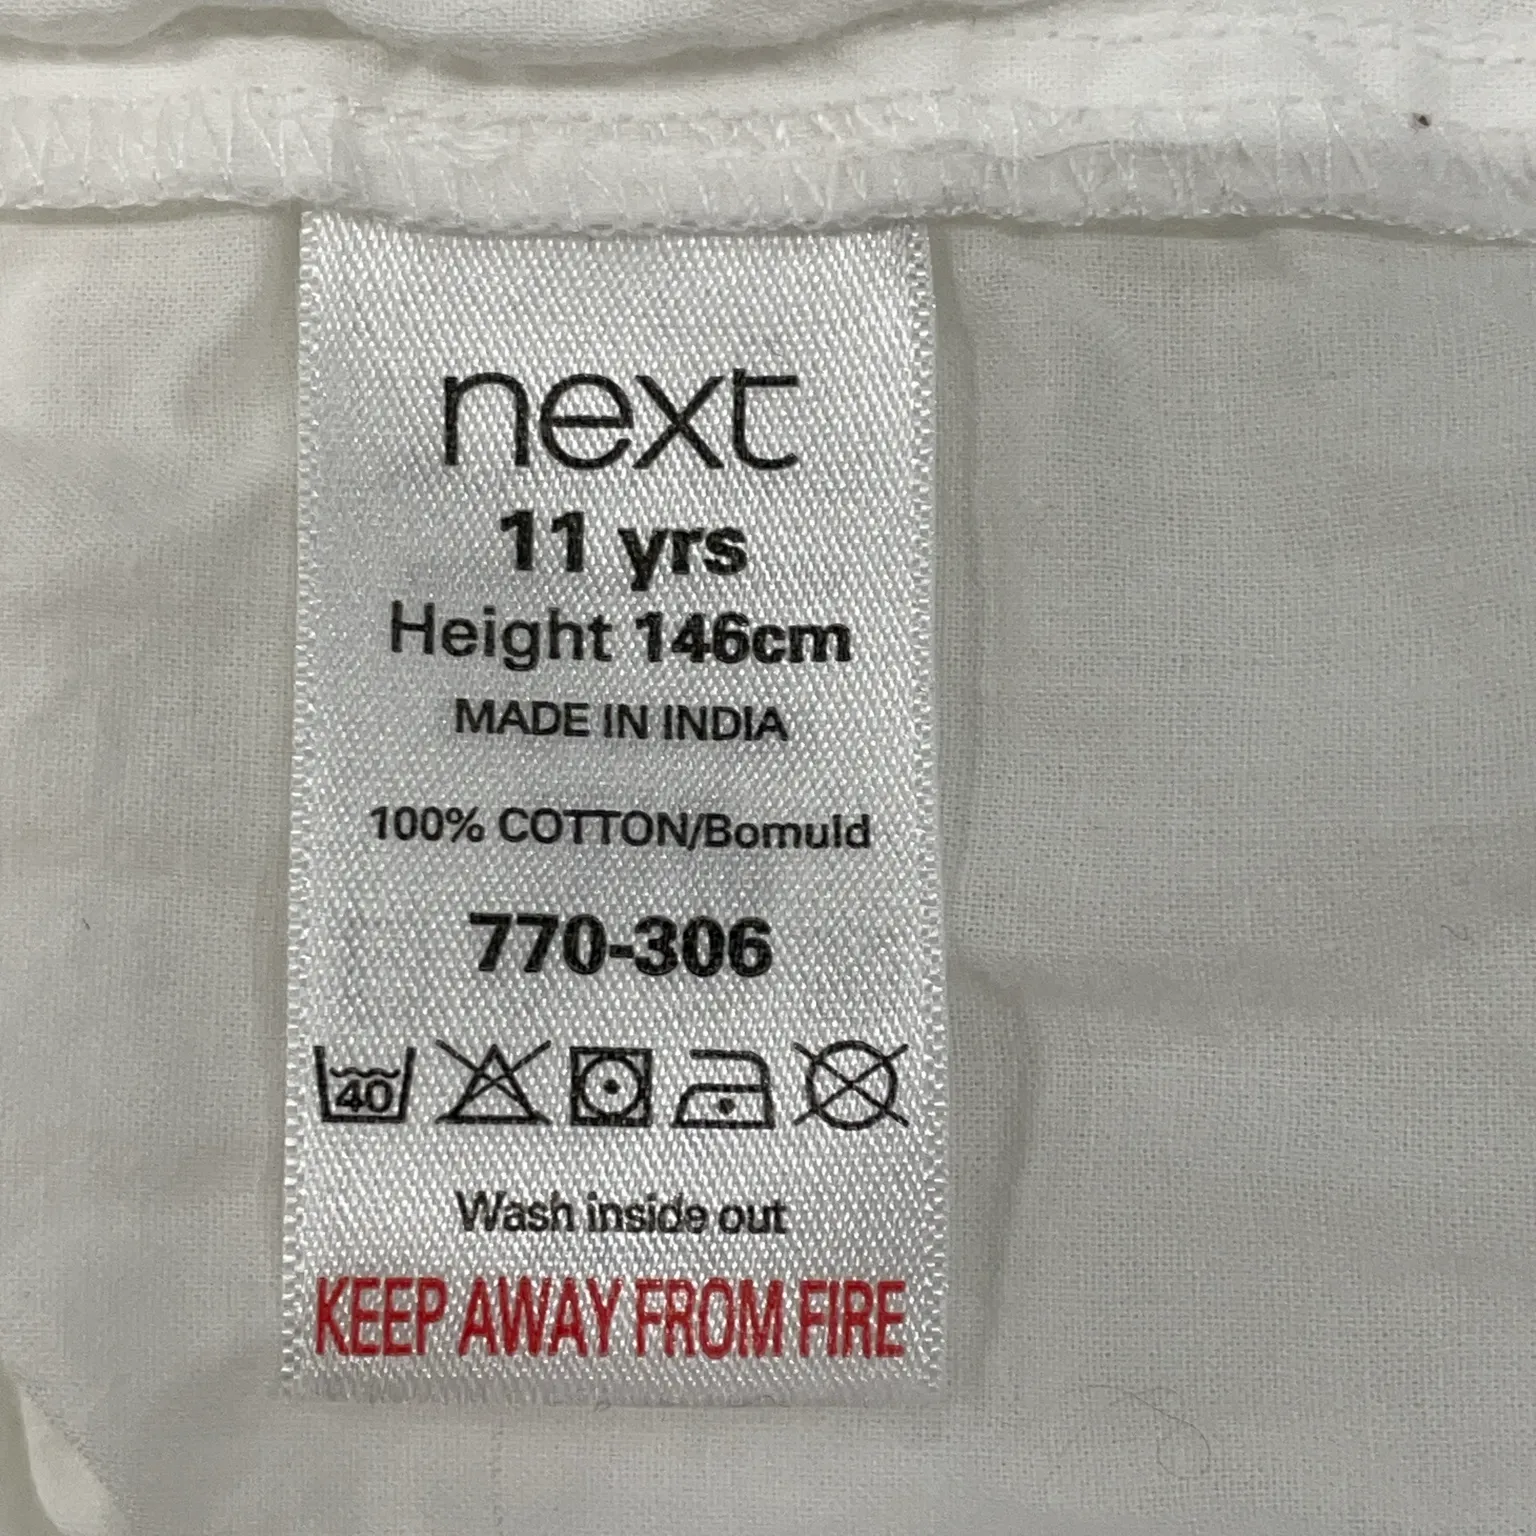 next
11 yrs
Height 146cm
MADE IN INDIA
100% COTTON/Bomuld
770-306
40
Wash inside out
KEEP AWAY FROM FIRE